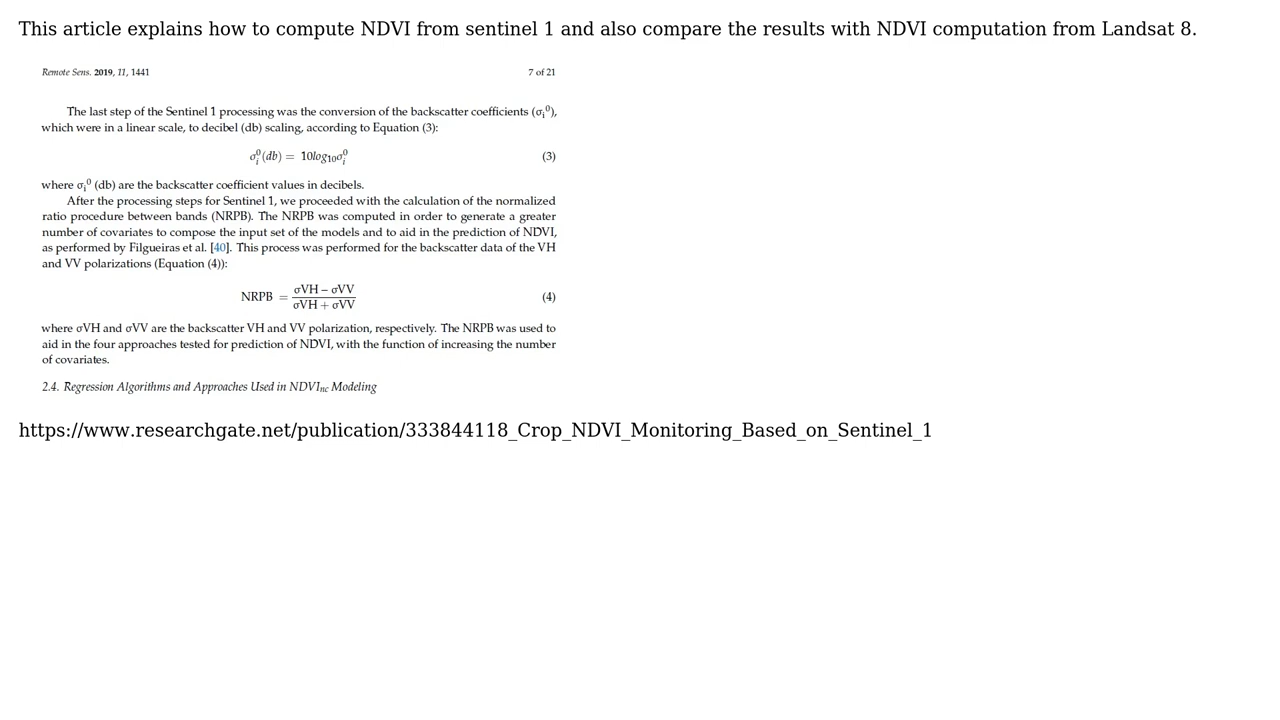 This article explains how to compute NDVI from sentinel 1 and also compare the results with NDVI computation from Landsat 8.
Remote Sens. 2019, 11, 1441
7 of 21
The last step of the Sentinel 1 processing was the conversion of the backscatter coefficients (σi⁰),
which were in a linear scale, to decibel (db) scaling, according to Equation (3):
σi⁰(db) = 10log₁₀σi⁰ (3)
where σi⁰ (db) are the backscatter coefficient values in decibels.
After the processing steps for Sentinel 1, we proceeded with the calculation of the normalized
ratio procedure between bands (NRPB). The NRPB was computed in order to generate a greater
number of covariates to compose the input set of the models and to aid in the prediction of NDVI,
as performed by Filgueiras et al. [40]. This process was performed for the backscatter data of the VH
and VV polarizations (Equation (4)):
NRPB = (σVH − σVV)/(σVH + σVV) (4)
where σVH and σVV are the backscatter VH and VV polarization, respectively. The NRPB was used to
aid in the four approaches tested for prediction of NDVI, with the function of increasing the number
of covariates.
2.4. Regression Algorithms and Approaches Used in NDVInc Modeling
https://www.researchgate.net/publication/333844118_Crop_NDVI_Monitoring_Based_on_Sentinel_1